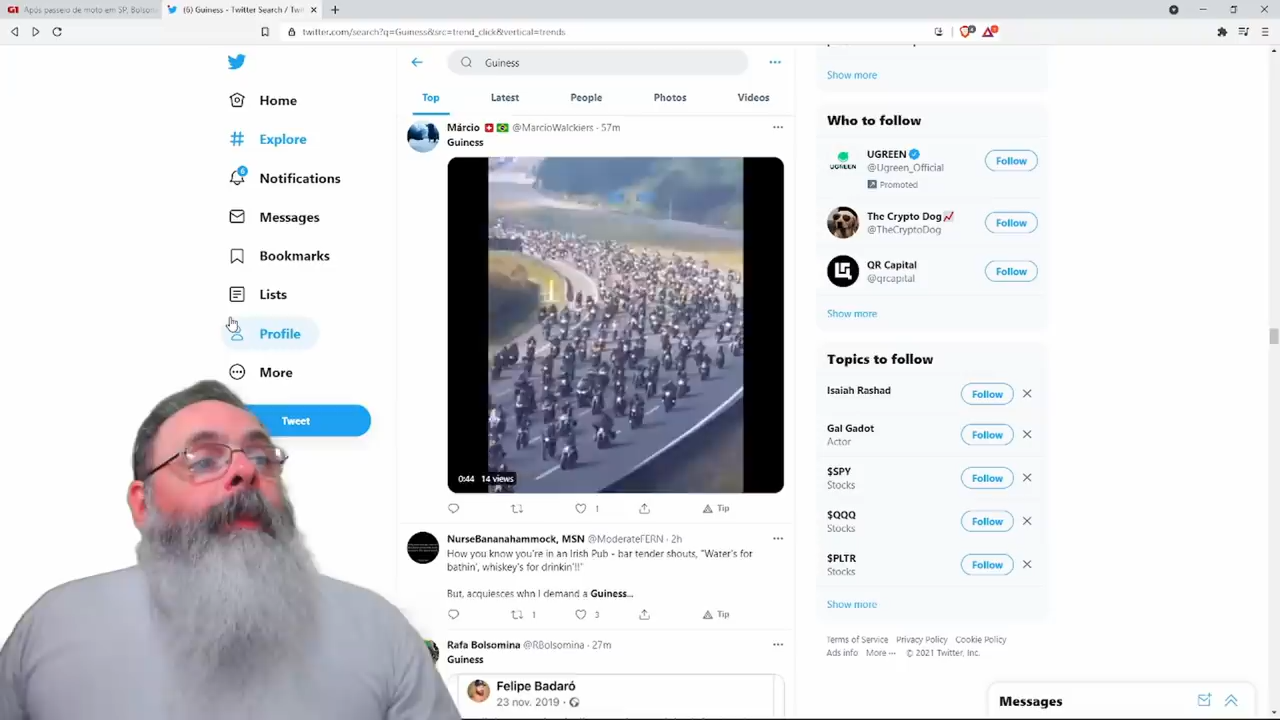 G1 Após passeio de moto em SP, Bolson
(6) Guiness - Twitter Search / Twi
twitter.com/search?q=Guiness&src=trend_click&vertical=trends
Home
Explore
6
Notifications
Messages
Bookmarks
Lists
Profile
More
Tweet
Guiness
Top Latest People Photos Videos
Márcio @MarcioWalckiers · 57m
Guiness
0:44 14 views
1 Tip
NurseBananahammock, MSN @ModerateFERN · 2h
How you know you're in an Irish Pub - bar tender shouts, "Water's for
bathin', whiskey's for drinkin'!!"
But, acquiesces whn I demand a Guiness...
1 3 Tip
Rafa Bolsomina @RBolsomina · 27m
Guiness
Felipe Badaró
23 nov. 2019 ·
Show more
Who to follow
UGREEN
@Ugreen_Official
Promoted
Follow
The Crypto Dog
@TheCryptoDog
Follow
QR Capital
@qrcapital
Follow
Show more
Topics to follow
Isaiah Rashad
Follow
Gal Gadot
Actor
Follow
$SPY
Stocks
Follow
$QQQ
Stocks
Follow
$PLTR
Stocks
Follow
Show more
Terms of Service Privacy Policy Cookie Policy
Ads info More ··· © 2021 Twitter, Inc.
Messages